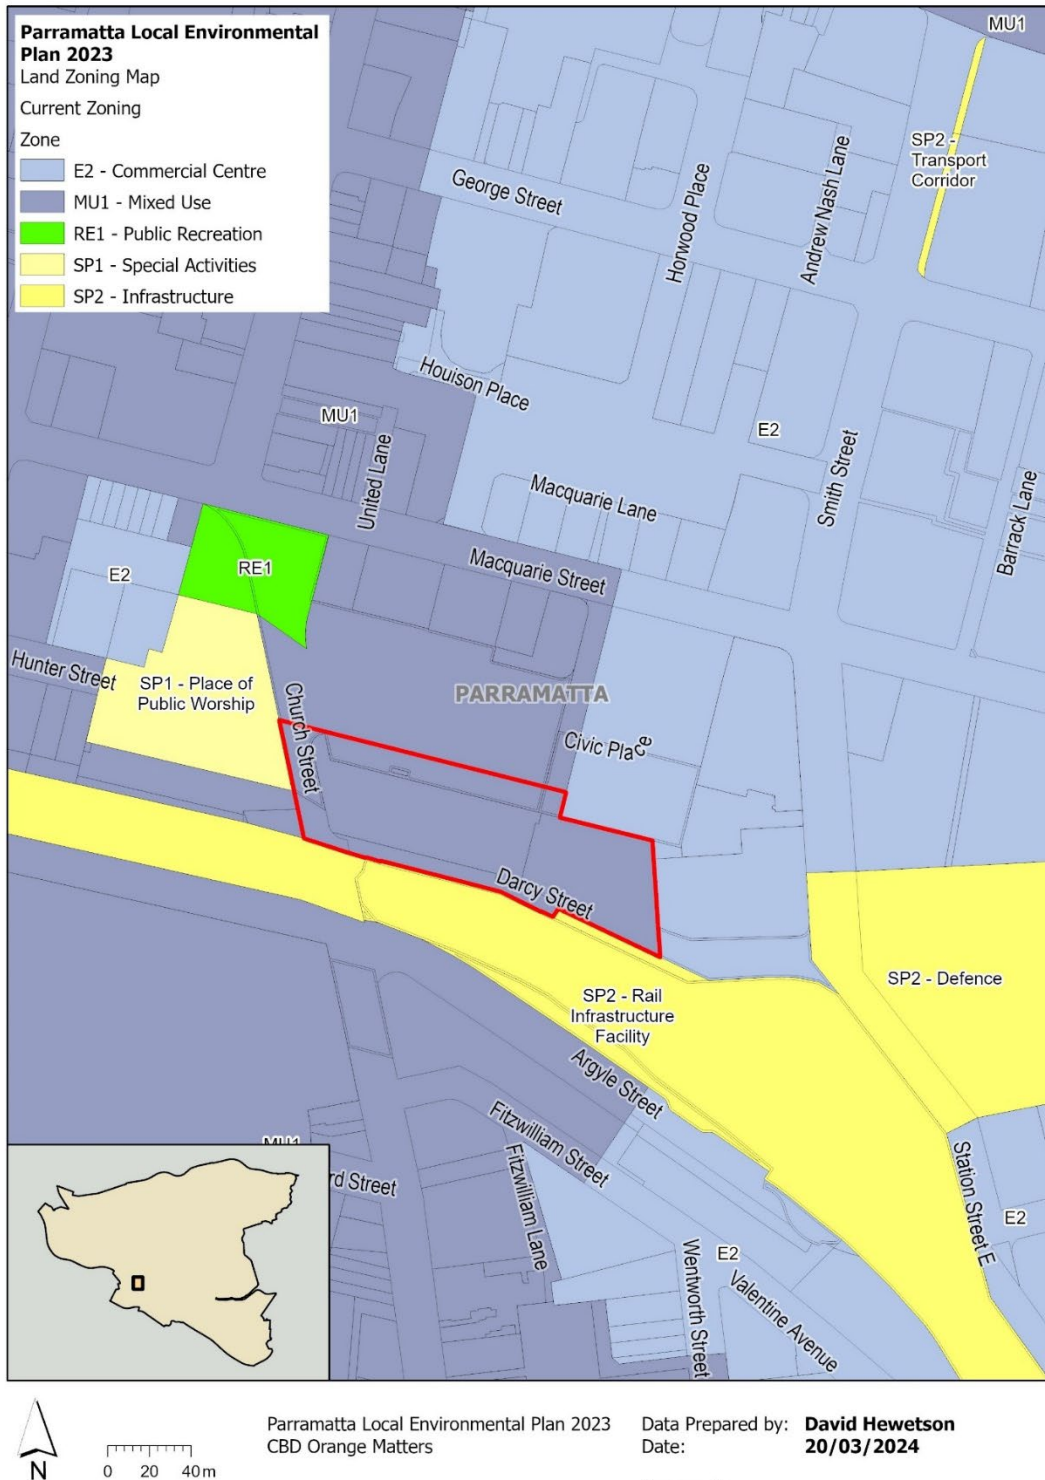 Parramatta Local Environmental
Plan 2023
Land Zoning Map
Current Zoning
Zone
E2 - Commercial Centre
MU1 - Mixed Use
RE1 - Public Recreation
SP1 - Special Activities
SP2 - Infrastructure
MU1
SP2 -
Transport
Corridor
George Street
Horwood Place
Andrew Nash Lane
Houison Place
MU1
E2
United Lane
Macquarie Lane
Smith Street
Barrack Lane
Macquarie Street
RE1
E2
Hunter Street
SP1 - Place of
Public Worship
PARRAMATTA
Church Street
Civic Place
Darcy Street
SP2 - Defence
SP2 - Rail
Infrastructure
Facility
Argyle Street
Fitzwilliam Street
Fitzwilliam Lane
MU1
rd Street
Station Street E
E2
E2
Wentworth Street
Valentine Avenue
N
0 20 40 m
Parramatta Local Environmental Plan 2023
CBD Orange Matters
Data Prepared by: David Hewetson
Date: 20/03/2024